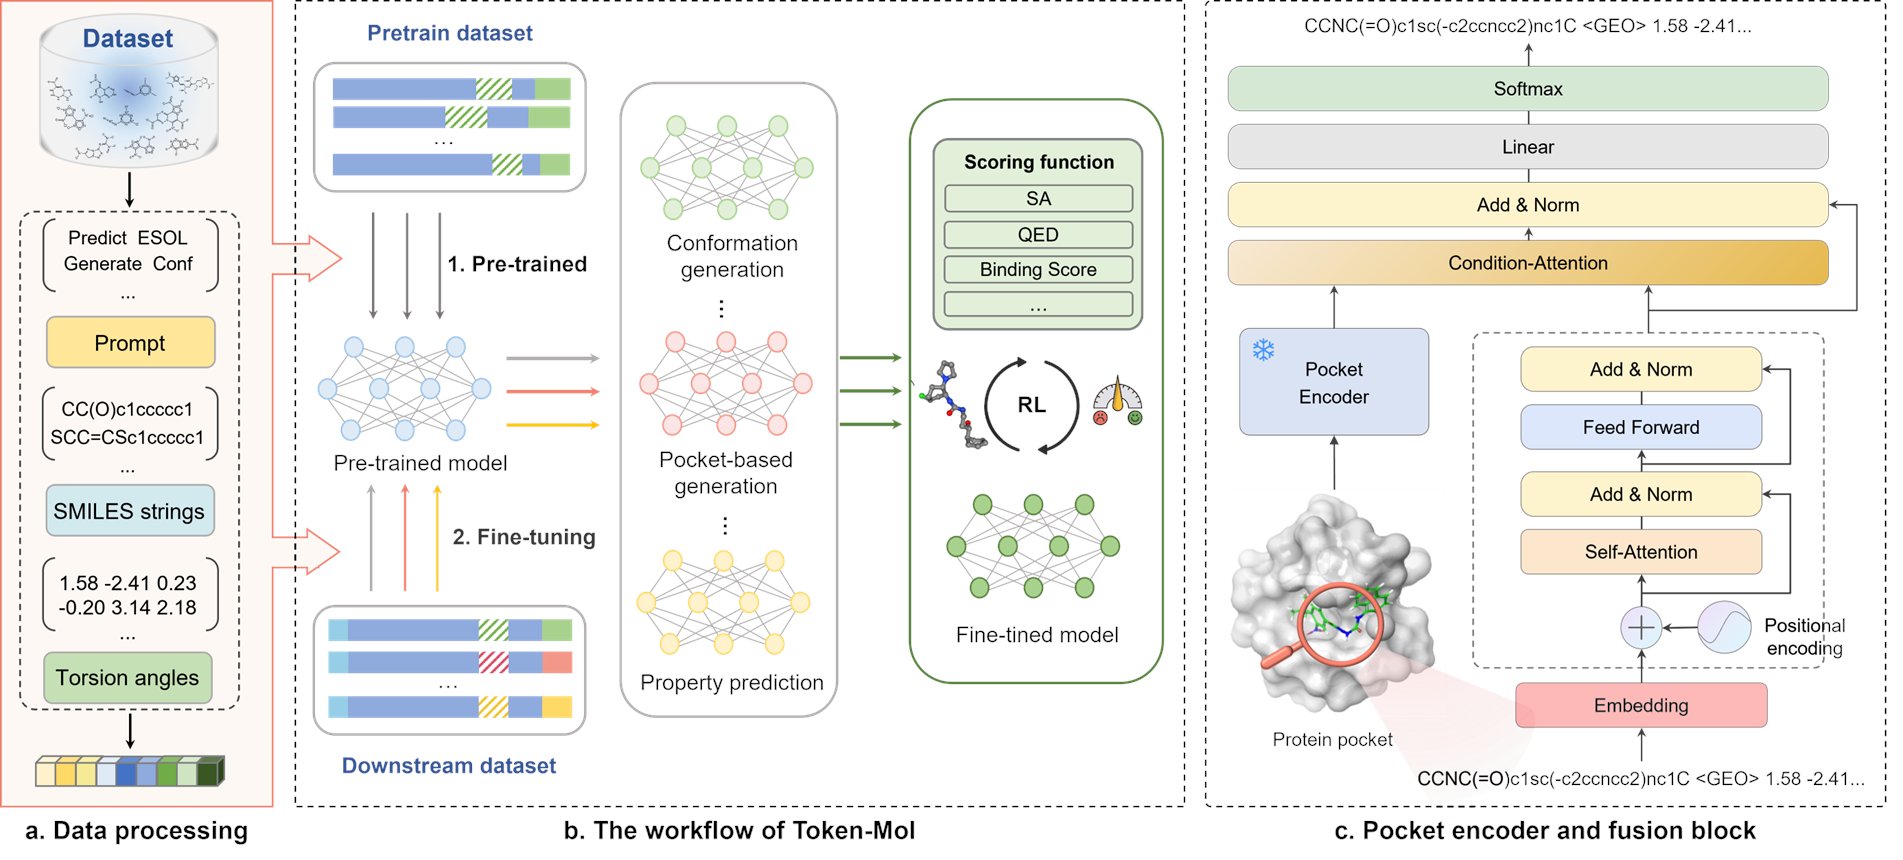 Dataset
Predict ESOL
Generate Conf
...
Prompt
CC(O)c1ccccc1
SCC=CSc1ccccc1
...
SMILES strings
1.58 -2.41 0.23
-0.20 3.14 2.18
...
Torsion angles
a. Data processing
Pretrain dataset
...
1. Pre-trained
Pre-trained model
2. Fine-tuning
...
Downstream dataset
Conformation
generation
...
Pocket-based
generation
...
Property prediction
Scoring function
SA
QED
Binding Score
...
RL
Fine-tined model
b. The workflow of Token-Mol
CCNC(=O)c1sc(-c2ccncc2)nc1C <GEO> 1.58 -2.41...
Softmax
Linear
Add & Norm
Condition-Attention
Pocket
Encoder
Add & Norm
Feed Forward
Add & Norm
Self-Attention
Positional
encoding
Embedding
Protein pocket
CCNC(=O)c1sc(-c2ccncc2)nc1C <GEO> 1.58 -2.41...
c. Pocket encoder and fusion block